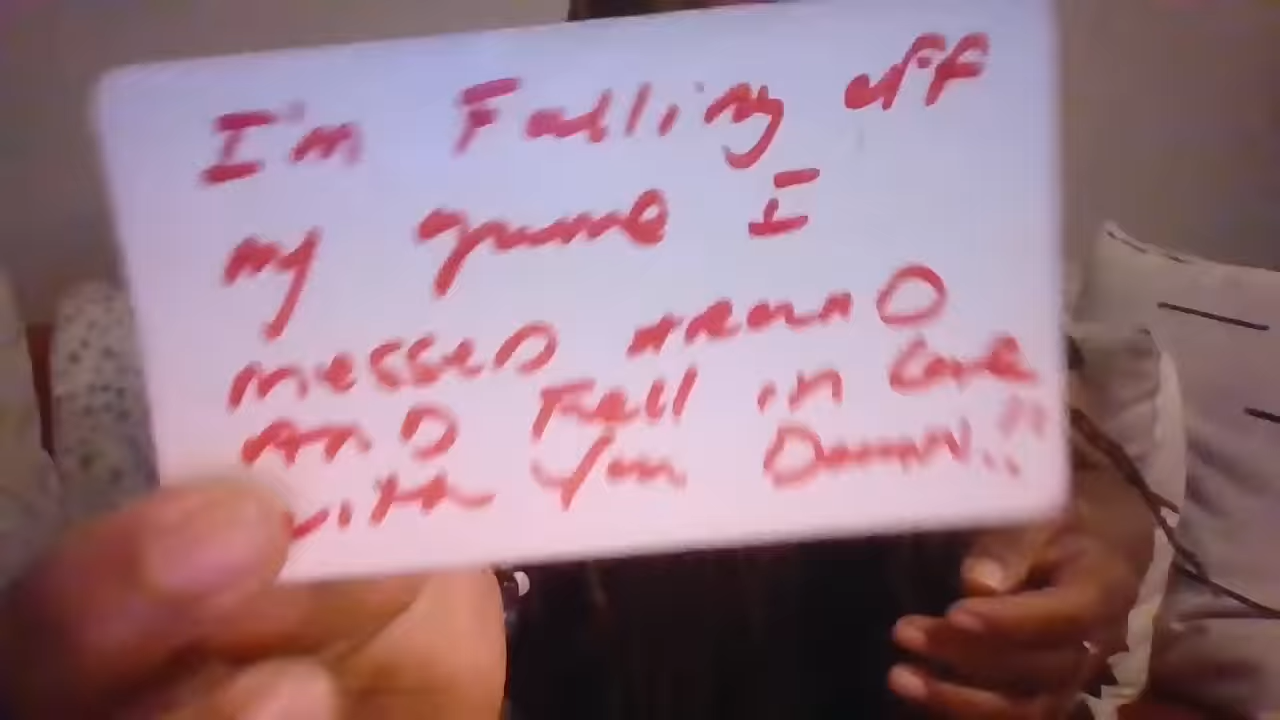 I'm Falling off
my game I
messed around
And Fell in Love
with You Damn.."